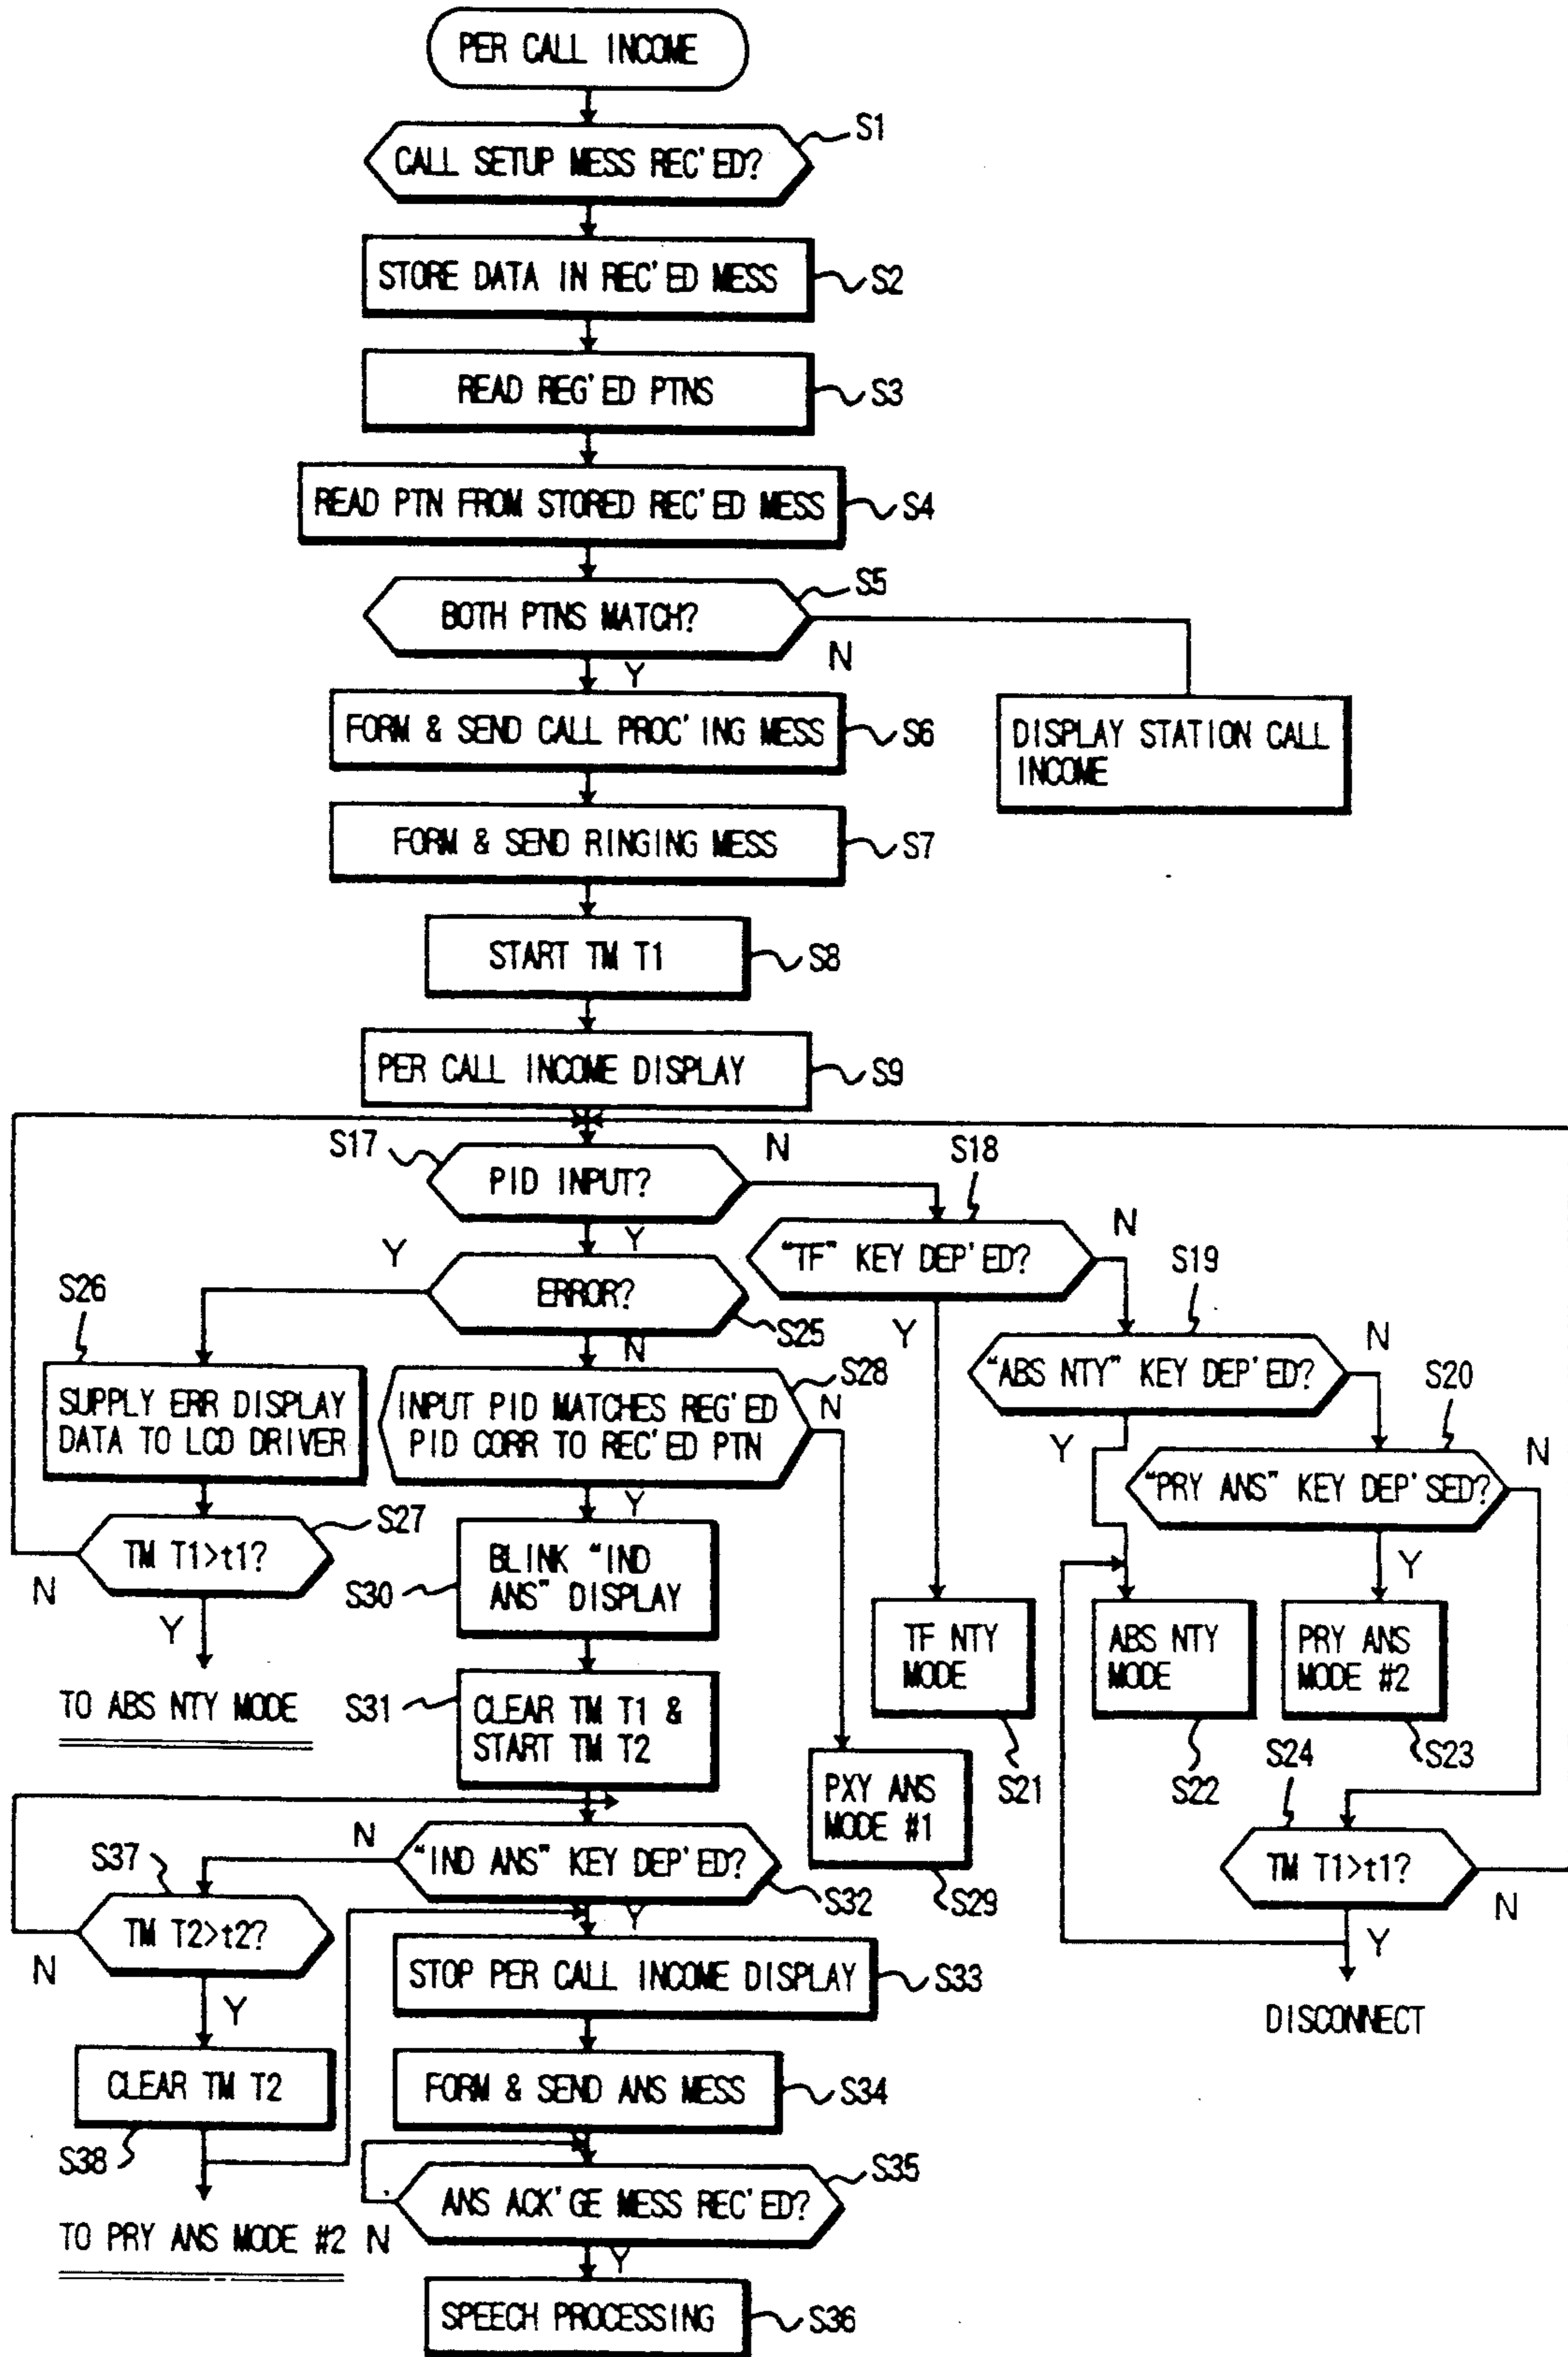 PER CALL INCOME
S1
CALL SETUP MESS REC'ED?
STORE DATA IN REC'ED MESS
S2
READ REG'ED PTNS
S3
READ PTN FROM STORED REC'ED MESS
S4
S5
BOTH PTNS MATCH?
N
Y
FORM & SEND CALL PROC'ING MESS
S6
DISPLAY STATION CALL
INCOME
FORM & SEND RINGING MESS
S7
START TM T1
S8
PER CALL INCOME DISPLAY
S9
S17
PID INPUT?
N
Y
S18
"TF" KEY DEP'ED?
N
Y
S19
"ABS NTY" KEY DEP'ED?
N
Y
S20
"PRY ANS" KEY DEP'SED?
N
Y
Y
ERROR?
S25
N
S26
SUPPLY ERR DISPLAY
DATA TO LCD DRIVER
S28
INPUT PID MATCHES REG'ED
PID CORR TO REC'ED PTN
N
Y
S27
TM T1>t1?
N
Y
TO ABS NTY MODE
S30
BLINK "IND
ANS" DISPLAY
S31
CLEAR TM T1 &
START TM T2
PXY ANS
MODE #1
S29
TF NTY
MODE
S21
ABS NTY
MODE
S22
PRY ANS
MODE #2
S23
S24
TM T1>t1?
N
Y
DISCONNECT
N
"IND ANS" KEY DEP'ED?
S32
Y
S37
TM T2>t2?
N
Y
STOP PER CALL INCOME DISPLAY
S33
CLEAR TM T2
S38
FORM & SEND ANS MESS
S34
S35
ANS ACK'GE MESS REC'ED?
TO PRY ANS MODE #2
N
Y
SPEECH PROCESSING
S36